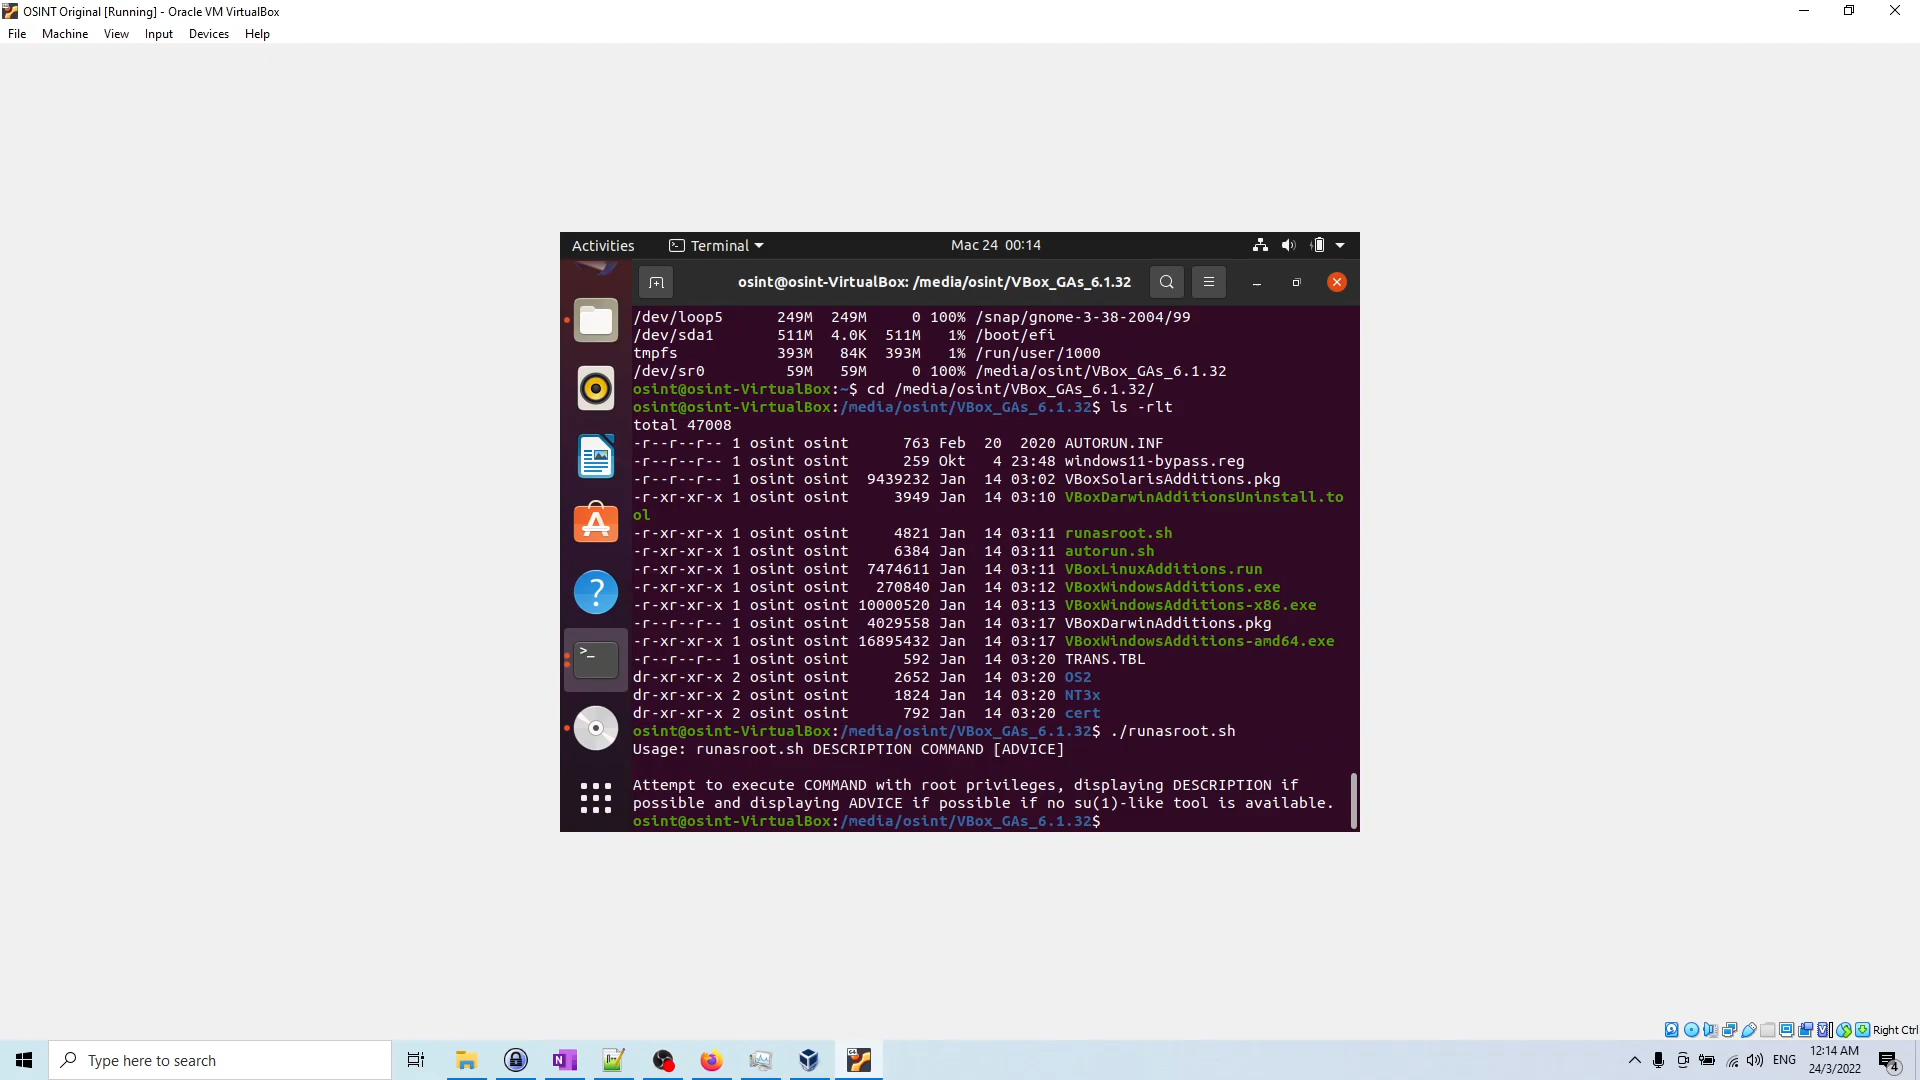 OSINT Original [Running] - Oracle VM VirtualBox
File Machine View Input Devices Help
Activities Terminal Mac 24 00:14
osint@osint-VirtualBox: /media/osint/VBox_GAs_6.1.32
/dev/loop5 249M 249M 0 100% /snap/gnome-3-38-2004/99
/dev/sda1 511M 4.0K 511M 1% /boot/efi
tmpfs 393M 84K 393M 1% /run/user/1000
/dev/sr0 59M 59M 0 100% /media/osint/VBox_GAs_6.1.32
osint@osint-VirtualBox:~$ cd /media/osint/VBox_GAs_6.1.32/
osint@osint-VirtualBox:/media/osint/VBox_GAs_6.1.32$ ls -rlt
total 47008
-r--r--r-- 1 osint osint 763 Feb 20 2020 AUTORUN.INF
-r--r--r-- 1 osint osint 259 Okt 4 23:48 windows11-bypass.reg
-r--r--r-- 1 osint osint 9439232 Jan 14 03:02 VBoxSolarisAdditions.pkg
-r-xr-xr-x 1 osint osint 3949 Jan 14 03:10 VBoxDarwinAdditionsUninstall.to
ol
-r-xr-xr-x 1 osint osint 4821 Jan 14 03:11 runasroot.sh
-r-xr-xr-x 1 osint osint 6384 Jan 14 03:11 autorun.sh
-r-xr-xr-x 1 osint osint 7474611 Jan 14 03:11 VBoxLinuxAdditions.run
-r-xr-xr-x 1 osint osint 270840 Jan 14 03:12 VBoxWindowsAdditions.exe
-r-xr-xr-x 1 osint osint 10000520 Jan 14 03:13 VBoxWindowsAdditions-x86.exe
-r--r--r-- 1 osint osint 4029558 Jan 14 03:17 VBoxDarwinAdditions.pkg
-r-xr-xr-x 1 osint osint 16895432 Jan 14 03:17 VBoxWindowsAdditions-amd64.exe
-r--r--r-- 1 osint osint 592 Jan 14 03:20 TRANS.TBL
dr-xr-xr-x 2 osint osint 2652 Jan 14 03:20 OS2
dr-xr-xr-x 2 osint osint 1824 Jan 14 03:20 NT3x
dr-xr-xr-x 2 osint osint 792 Jan 14 03:20 cert
osint@osint-VirtualBox:/media/osint/VBox_GAs_6.1.32$ ./runasroot.sh
Usage: runasroot.sh DESCRIPTION COMMAND [ADVICE]
Attempt to execute COMMAND with root privileges, displaying DESCRIPTION if
possible and displaying ADVICE if possible if no su(1)-like tool is available.
osint@osint-VirtualBox:/media/osint/VBox_GAs_6.1.32$
Right Ctrl
Type here to search
ENG
12:14 AM
24/3/2022
4